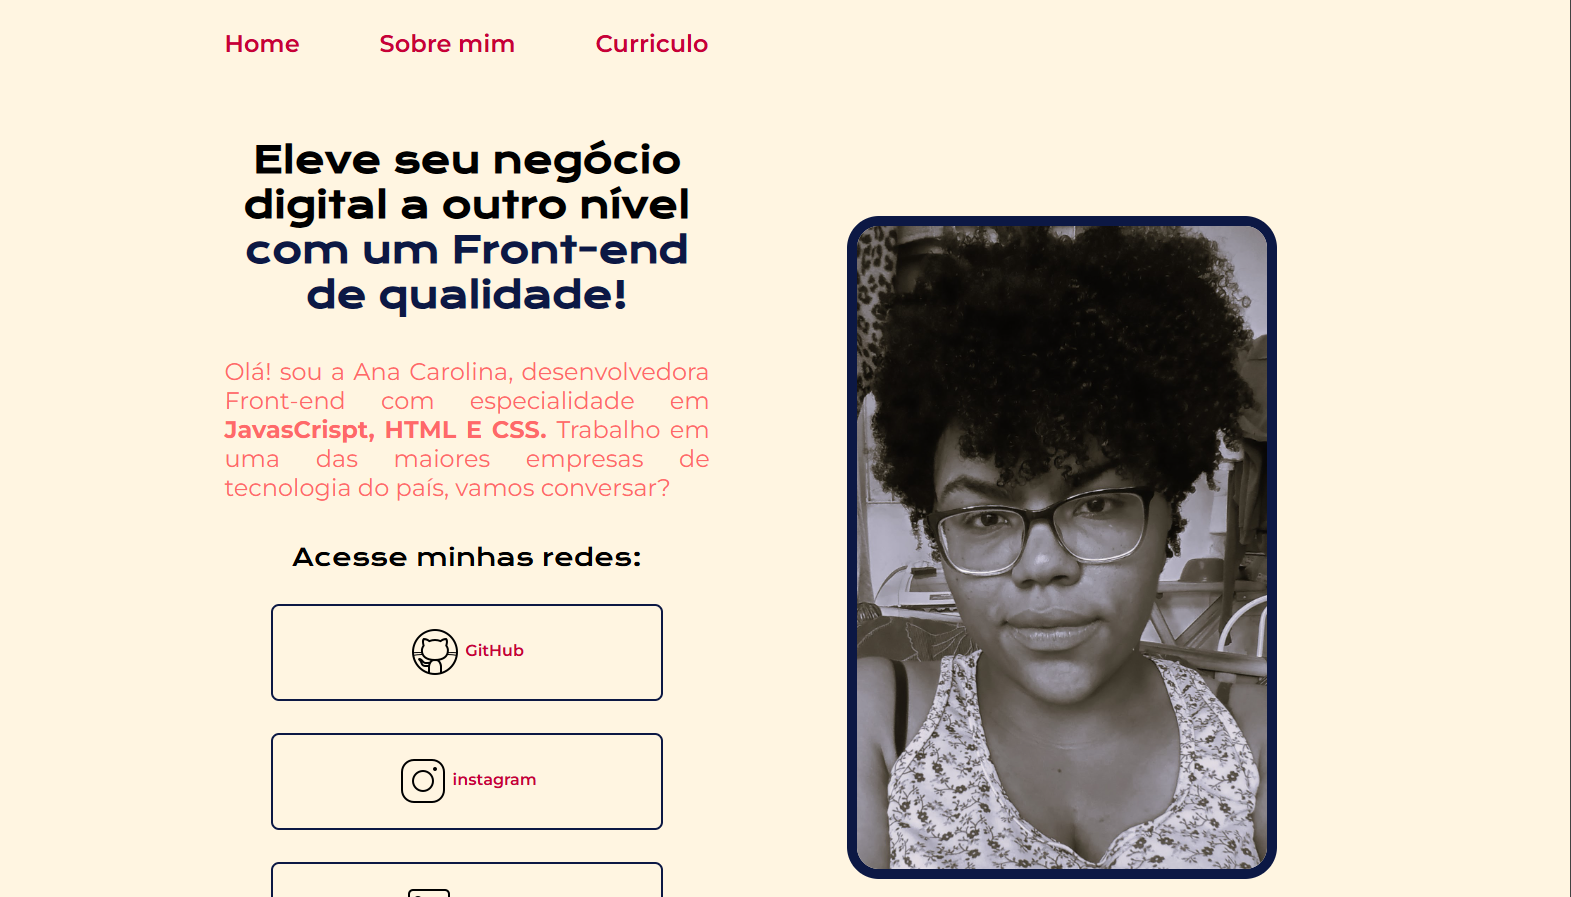 Home Sobre mim Curriculo
Eleve seu negócio
digital a outro nível
com um Front-end
de qualidade!
Olá! sou a Ana Carolina, desenvolvedora
Front-end com especialidade em
JavasCrispt, HTML E CSS. Trabalho em
uma das maiores empresas de
tecnologia do país, vamos conversar?
Acesse minhas redes:
GitHub
instagram